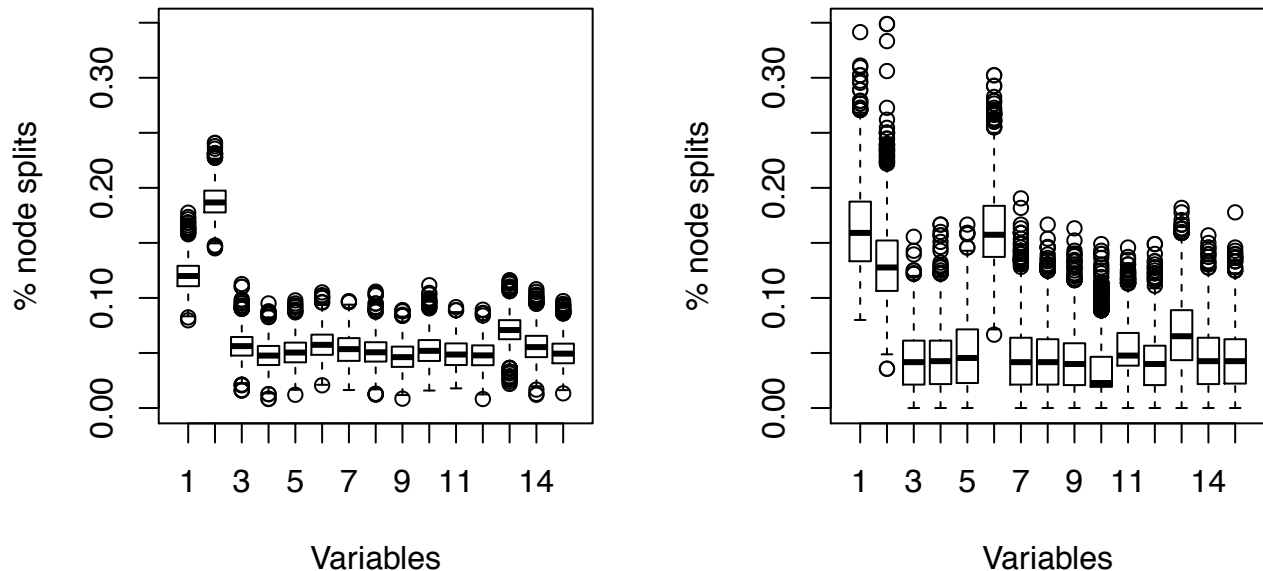 % node splits
0.00 0.10 0.20 0.30
1 3 5 7 9 11 14
Variables
% node splits
0.00 0.10 0.20 0.30
1 3 5 7 9 11 14
Variables